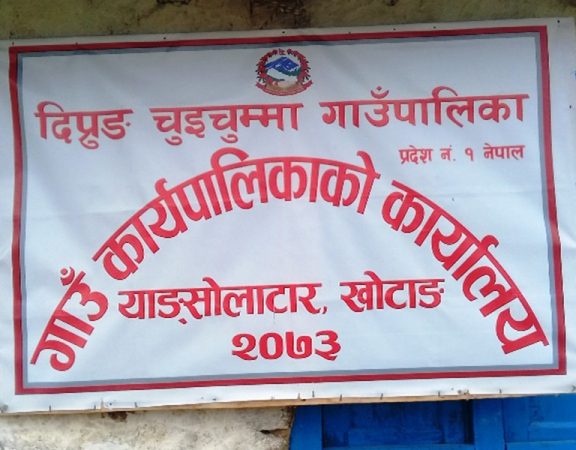 दिप्रुङ चुइचुम्मा गाउँपालिका
प्रदेश नं. १ नेपाल
गाउँ कार्यपालिकाको कार्यालय
याङ्सोलाटार, खोटाङ
२०७३